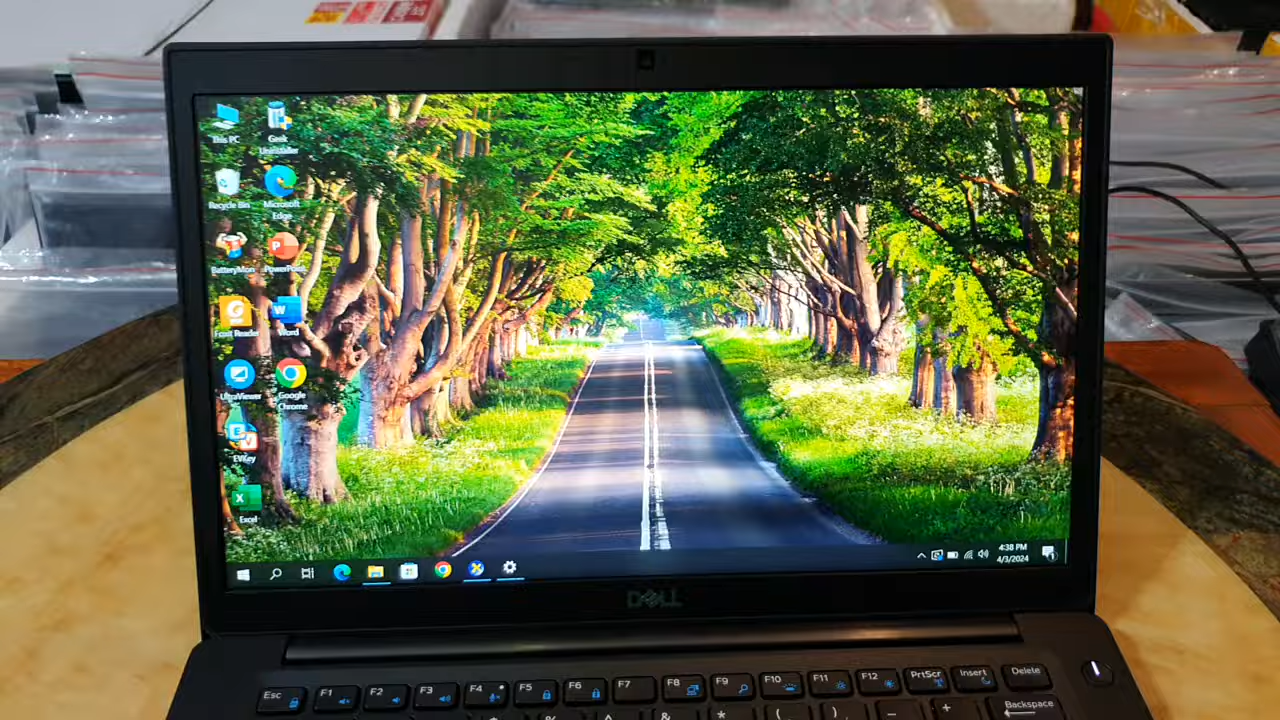 This PC
Geek
Uninstaller
Recycle Bin
Microsoft
Edge
BatteryMon
PowerPoint
Foxit Reader
Word
UltraViewer
Google
Chrome
EVKey
Excel
4:38 PM
4/3/2024
DELL
Esc
F1
F2
F3
F4
F5
F6
F7
F8
F9
F10
F11
F12
PrtScr
Insert
Delete
%
^
&
*
(
)
Backspace